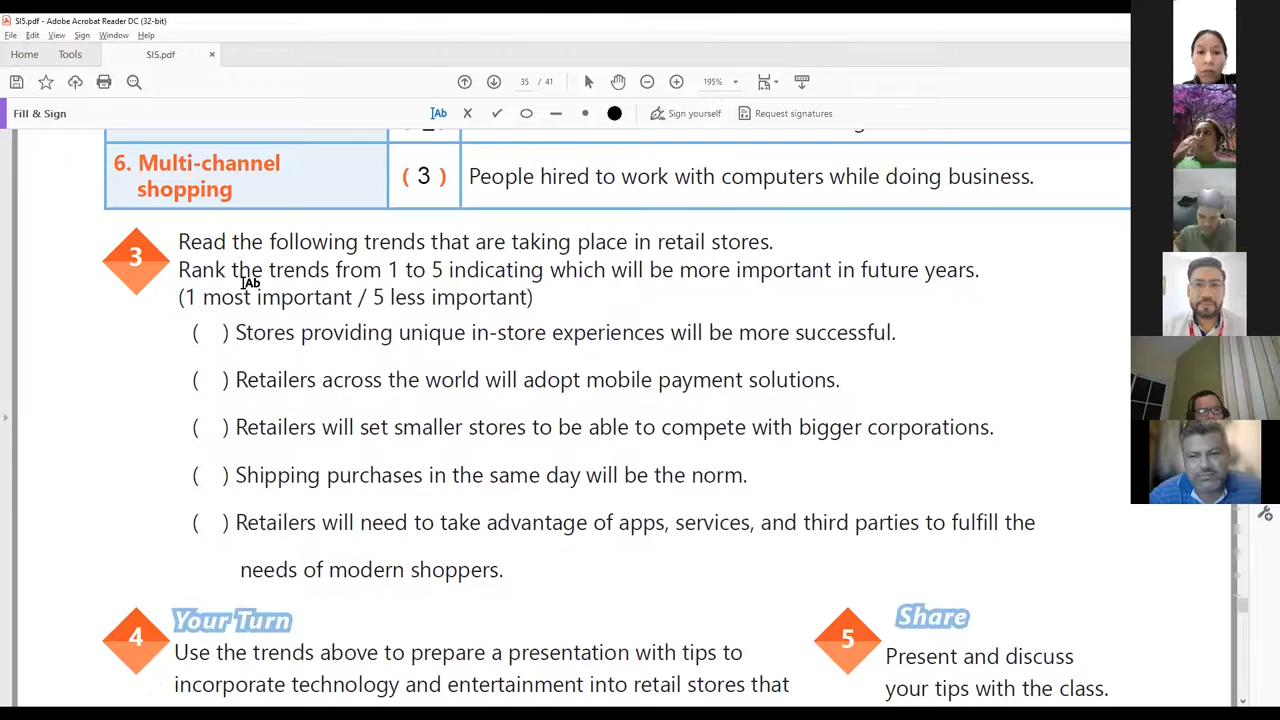 SI5.pdf - Adobe Acrobat Reader DC (32-bit)
File Edit View Sign Window Help
Home Tools SI5.pdf ×
35 / 41 195%
Fill & Sign Ab Sign yourself Request signatures
6. Multi-channel
shopping
( 3 )
People hired to work with computers while doing business.
3
Read the following trends that are taking place in retail stores.
Rank the trends from 1 to 5 indicating which will be more important in future years.
Ab
(1 most important / 5 less important)
( ) Stores providing unique in-store experiences will be more successful.
( ) Retailers across the world will adopt mobile payment solutions.
( ) Retailers will set smaller stores to be able to compete with bigger corporations.
( ) Shipping purchases in the same day will be the norm.
( ) Retailers will need to take advantage of apps, services, and third parties to fulfill the
needs of modern shoppers.
4
Your Turn
Use the trends above to prepare a presentation with tips to
incorporate technology and entertainment into retail stores that
5
Share
Present and discuss
your tips with the class.